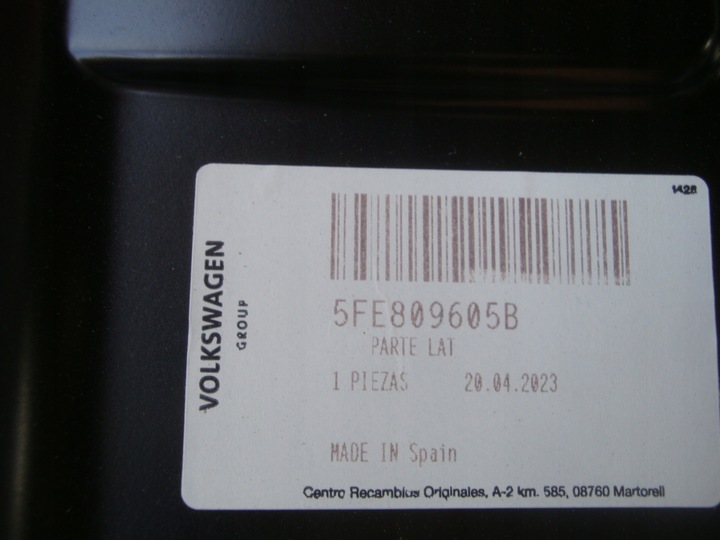 1428
VOLKSWAGEN
GROUP
5FE809605B
PARTE LAT
1 PIEZAS 20.04.2023
MADE IN Spain
Centro Recambios Originales, A-2 km. 585, 08760 Martorell